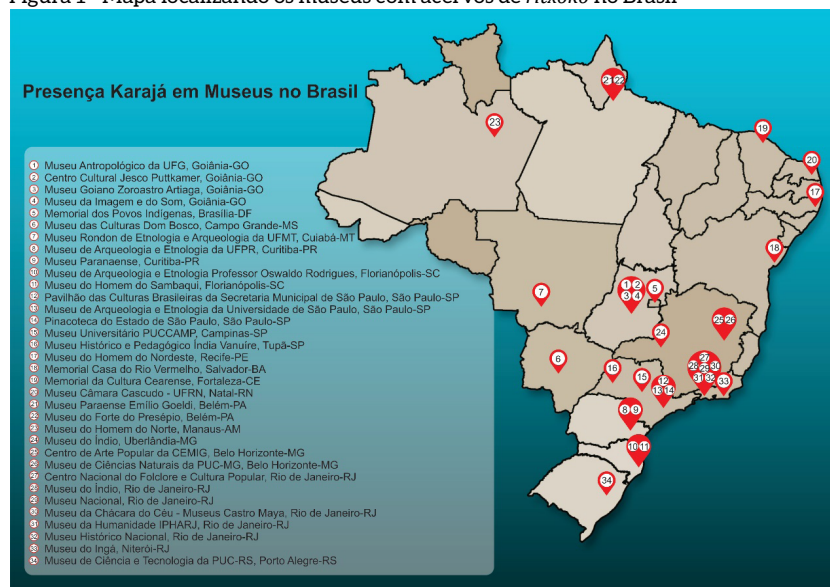 Figura 1 - Mapa localizando os museus com acervos de ritxoko no Brasil
Presença Karajá em Museus no Brasil
1 Museu Antropológico da UFG, Goiânia-GO
2 Centro Cultural Jesco Puttkamer, Goiânia-GO
3 Museu Goiano Zoroastro Artiaga, Goiânia-GO
4 Museu da Imagem e do Som, Goiânia-GO
5 Memorial dos Povos Indígenas, Brasília-DF
6 Museu das Culturas Dom Bosco, Campo Grande-MS
7 Museu Rondon de Etnologia e Arqueologia da UFMT, Cuiabá-MT
8 Museu de Arqueologia e Etnologia da UFPR, Curitiba-PR
9 Museu Paranaense, Curitiba-PR
10 Museu de Arqueologia e Etnologia Professor Oswaldo Rodrigues, Florianópolis-SC
11 Museu do Homem do Sambaqui, Florianópolis-SC
12 Pavilhão das Culturas Brasileiras da Secretaria Municipal de São Paulo, São Paulo-SP
13 Museu de Arqueologia e Etnologia da Universidade de São Paulo, São Paulo-SP
14 Pinacoteca do Estado de São Paulo, São Paulo-SP
15 Museu Universitário PUCCAMP, Campinas-SP
16 Museu Histórico e Pedagógico Índia Vanuíre, Tupã-SP
17 Museu do Homem do Nordeste, Recife-PE
18 Memorial Casa do Rio Vermelho, Salvador-BA
19 Memorial da Cultura Cearense, Fortaleza-CE
20 Museu Câmara Cascudo - UFRN, Natal-RN
21 Museu Paraense Emílio Goeldi, Belém-PA
22 Museu do Forte do Presépio, Belém-PA
23 Museu do Homem do Norte, Manaus-AM
24 Museu do Índio, Uberlândia-MG
25 Centro de Arte Popular da CEMIG, Belo Horizonte-MG
26 Museu de Ciências Naturais da PUC-MG, Belo Horizonte-MG
27 Centro Nacional do Folclore e Cultura Popular, Rio de Janeiro-RJ
28 Museu do Índio, Rio de Janeiro-RJ
29 Museu Nacional, Rio de Janeiro-RJ
30 Museu da Chácara do Céu - Museus Castro Maya, Rio de Janeiro-RJ
31 Museu da Humanidade IPHARJ, Rio de Janeiro-RJ
32 Museu Histórico Nacional, Rio de Janeiro-RJ
33 Museu do Ingá, Niterói-RJ
34 Museu de Ciência e Tecnologia da PUC-RS, Porto Alegre-RS
21 22
23
19
20
17
18
1 2
3 4
5
7
25 26
24
6
27
28 29 30
31 32
33
16
15
12
13 14
8 9
10 11
34